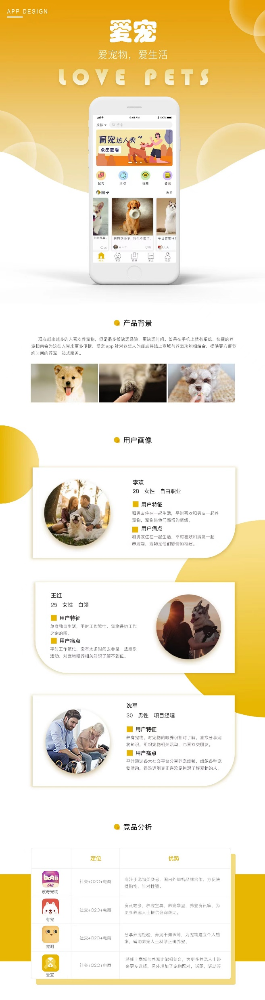 APP DESIGN
爱宠
爱宠物，爱生活
LOVE PETS
9:41 AM
100%
成都
搜索
育宠达人秀
点击查看
配对
活动
话题
咨讯
圈子
更多
狗粮种草。
狗狗吃很多，消化不良了。
今日猫粮种草
66
66
我的
产品背景
现在越来越多的人喜欢养宠物，但是很多都缺乏经验，更缺乏时间。如果在手机上就有系统、快捷的养
宠指南会为这些人带来更多便捷，爱宠 app 针对这些人的痛点将线上商城与养宠功能相结合，提供更方便节
约时间的养宠一站式服务。
用户画像
李欢
28 女性 自由职业
用户特征
和男友住在一起生活，平时喜欢和男友一起养
宠物，宠物是他们感情的枢纽。
用户痛点
和男友住在一起生活，平时喜欢和男友一起
养宠物，宠物是他们感情的枢纽。
王红
25 女性 白领
用户特征
单身独自生活，平时工作繁忙，宠物是她工作
之余的陪。
用户痛点
平时工作繁忙，没有太多时间去参见一些娱乐
活动，对宠物喂养相关知识了解不到位。
沈军
30 男性 项目经理
用户特征
养有宠物，对宠物的喂养识相对了解，喜欢分享宠
物知识，组织宠物相关活动，也喜欢交朋友。
用户痛点
平时通过各大社交平台分享养宠经验，组织各种宠
物活动，很难遇到真正喜欢宠物想了解宠物的人。
竞品分析
定位
优势
boqii
618
波奇宠物
社交+O2O+电商
专注于宠物类交易，国内外知名品牌合作，方便快
捷购物，针对性强。
有宠
社交+O2O+电商
资讯较多，养宠宝典，养宠学堂，养宠资讯等，为
更多养宠人士提供咨询帮助。
宠明
社交+O2O+电商
分享养宠经验，养宠干知识等，为宠物建立个人档
案，辅助养宠人士科学正确养宠。
爱宠
社交+O2O+电商
将线上商城与养宠功能相结合，为更多养宠人士带
来更多选择，另外增加了宠物配对，话题，活动等